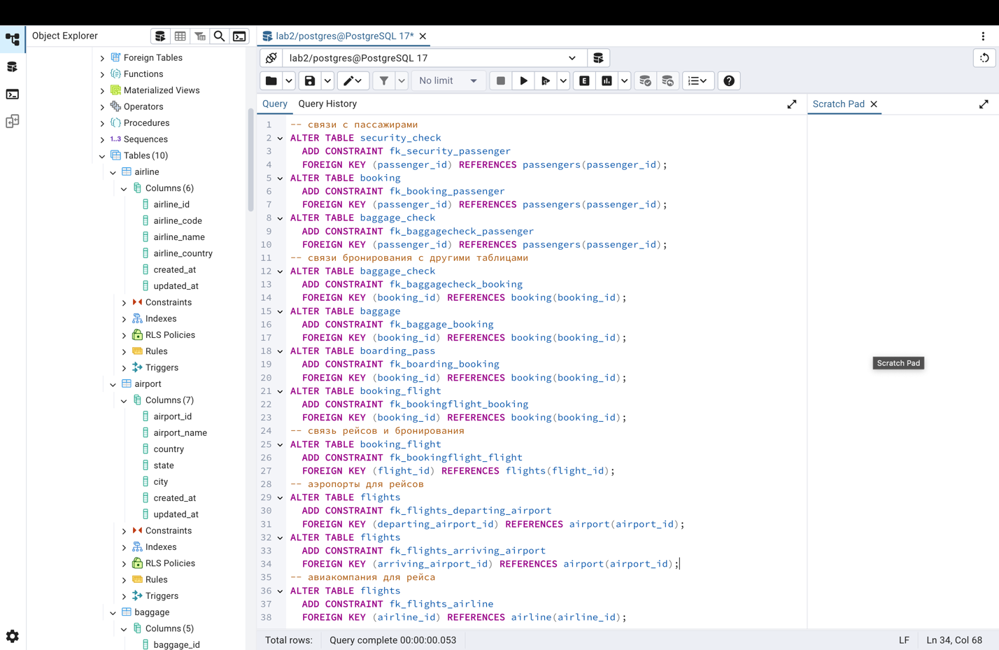 Object Explorer
lab2/postgres@PostgreSQL 17*
lab2/postgres@PostgreSQL 17
No limit
E
Query
Query History
Scratch Pad
Foreign Tables
Functions
Materialized Views
Operators
Procedures
1..3 Sequences
Tables (10)
airline
Columns (6)
airline_id
airline_code
airline_name
airline_country
created_at
updated_at
Constraints
Indexes
RLS Policies
Rules
Triggers
airport
Columns (7)
airport_id
airport_name
country
state
city
created_at
updated_at
Constraints
Indexes
RLS Policies
Rules
Triggers
baggage
Columns (5)
baggage_id
1 -- связи с пассажирами
2 ALTER TABLE security_check
3 ADD CONSTRAINT fk_security_passenger
4 FOREIGN KEY (passenger_id) REFERENCES passengers(passenger_id);
5 ALTER TABLE booking
6 ADD CONSTRAINT fk_booking_passenger
7 FOREIGN KEY (passenger_id) REFERENCES passengers(passenger_id);
8 ALTER TABLE baggage_check
9 ADD CONSTRAINT fk_baggagecheck_passenger
10 FOREIGN KEY (passenger_id) REFERENCES passengers(passenger_id);
11 -- связи бронирования с другими таблицами
12 ALTER TABLE baggage_check
13 ADD CONSTRAINT fk_baggagecheck_booking
14 FOREIGN KEY (booking_id) REFERENCES booking(booking_id);
15 ALTER TABLE baggage
16 ADD CONSTRAINT fk_baggage_booking
17 FOREIGN KEY (booking_id) REFERENCES booking(booking_id);
18 ALTER TABLE boarding_pass
19 ADD CONSTRAINT fk_boarding_booking
20 FOREIGN KEY (booking_id) REFERENCES booking(booking_id);
21 ALTER TABLE booking_flight
22 ADD CONSTRAINT fk_bookingflight_booking
23 FOREIGN KEY (booking_id) REFERENCES booking(booking_id);
24 -- связь рейсов и бронирования
25 ALTER TABLE booking_flight
26 ADD CONSTRAINT fk_bookingflight_flight
27 FOREIGN KEY (flight_id) REFERENCES flights(flight_id);
28 -- аэропорты для рейсов
29 ALTER TABLE flights
30 ADD CONSTRAINT fk_flights_departing_airport
31 FOREIGN KEY (departing_airport_id) REFERENCES airport(airport_id);
32 ALTER TABLE flights
33 ADD CONSTRAINT fk_flights_arriving_airport
34 FOREIGN KEY (arriving_airport_id) REFERENCES airport(airport_id);
35 -- авиакомпания для рейса
36 ALTER TABLE flights
37 ADD CONSTRAINT fk_flights_airline
38 FOREIGN KEY (airline_id) REFERENCES airline(airline_id);
Scratch Pad
Total rows:
Query complete 00:00:00.053
LF
Ln 34, Col 68